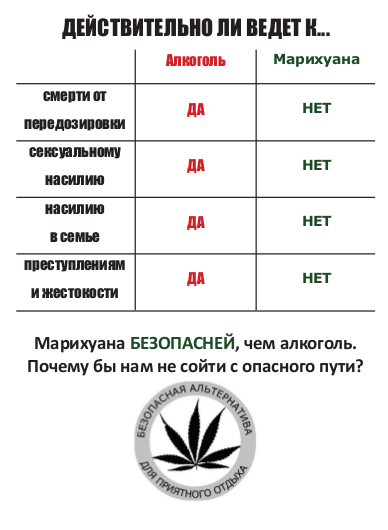 ДЕЙСТВИТЕЛЬНО ЛИ ВЕДЕТ К...
Алкоголь Марихуана
смерти от
передозировки
ДА НЕТ
сексуальному
насилию
ДА НЕТ
насилию
в семье
ДА НЕТ
преступлениям
и жестокости
ДА НЕТ
Марихуана БЕЗОПАСНЕЙ, чем алкоголь.
Почему бы нам не сойти с опасного пути?
БЕЗОПАСНАЯ АЛЬТЕРНАТИВА
ДЛЯ ПРИЯТНОГО ОТДЫХА